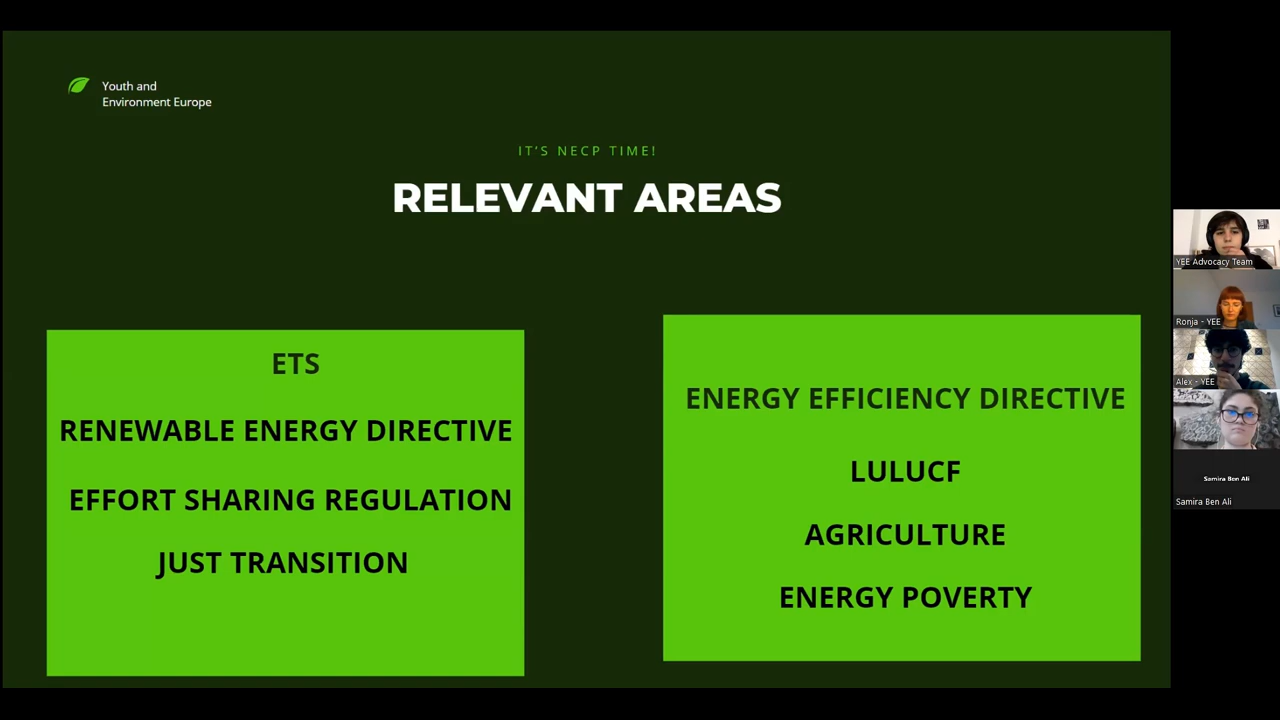 Youth and
Environment Europe
IT'S NECP TIME!
RELEVANT AREAS
ETS
RENEWABLE ENERGY DIRECTIVE
EFFORT SHARING REGULATION
JUST TRANSITION
ENERGY EFFICIENCY DIRECTIVE
LULUCF
AGRICULTURE
ENERGY POVERTY
YEE Advocacy Team
Ronja - YEE
Alex - YEE
Samira Ben Ali
Samira Ben Ali